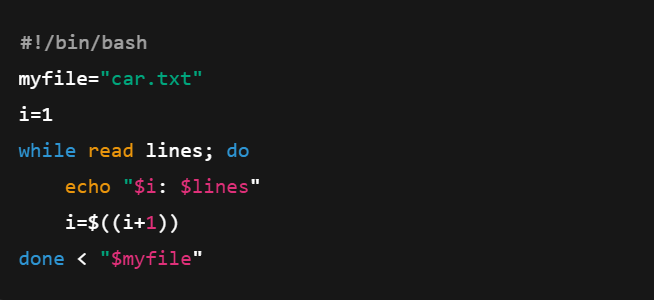 #!/bin/bash
myfile="car.txt"
i=1
while read lines; do
    echo "$i: $lines"
    i=$((i+1))
done < "$myfile"